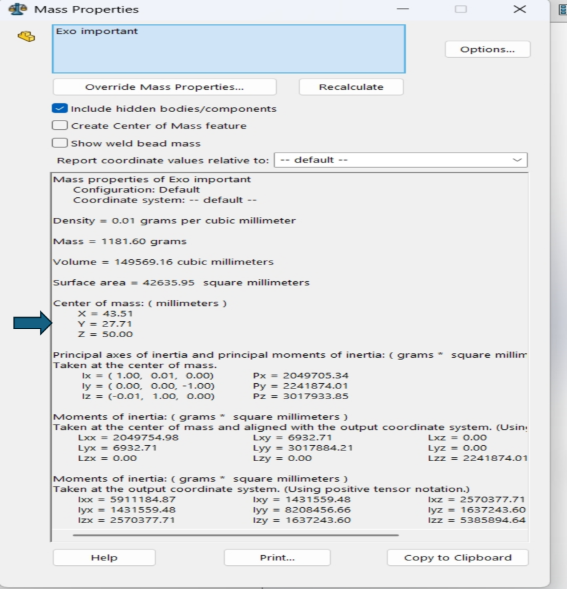 Mass Properties
Exo important
Options...
Override Mass Properties...
Recalculate
Include hidden bodies/components
Create Center of Mass feature
Show weld bead mass
Report coordinate values relative to: -- default --
Mass properties of Exo important
Configuration: Default
Coordinate system: -- default --
Density = 0.01 grams per cubic millimeter
Mass = 1181.60 grams
Volume = 149569.16 cubic millimeters
Surface area = 42635.95 square millimeters
Center of mass: ( millimeters )
X = 43.51
Y = 27.71
Z = 50.00
Principal axes of inertia and principal moments of inertia: ( grams * square millim
Taken at the center of mass.
Ix = ( 1.00, 0.01, 0.00) Px = 2049705.34
Iy = ( 0.00, 0.00, -1.00) Py = 2241874.01
Iz = (-0.01, 1.00, 0.00) Pz = 3017933.85
Moments of inertia: ( grams * square millimeters )
Taken at the center of mass and aligned with the output coordinate system. (Using
Lxx = 2049754.98 Lxy = 6932.71 Lxz = 0.00
Lyx = 6932.71 Lyy = 3017884.21 Lyz = 0.00
Lzx = 0.00 Lzy = 0.00 Lzz = 2241874.01
Moments of inertia: ( grams * square millimeters )
Taken at the output coordinate system. (Using positive tensor notation.)
Ixx = 5911184.87 Ixy = 1431559.48 Ixz = 2570377.71
Iyx = 1431559.48 Iyy = 8208456.66 Iyz = 1637243.60
Izx = 2570377.71 Izy = 1637243.60 Izz = 5385894.64
Help
Print...
Copy to Clipboard